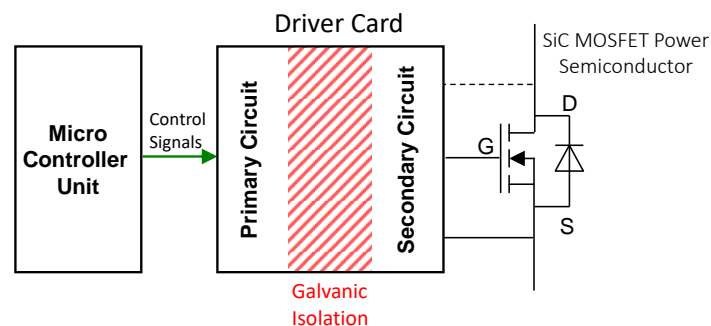 Driver Card
SiC MOSFET Power
Semiconductor
Micro
Controller
Unit
Control
Signals
Primary Circuit
Secondary Circuit
D
G
S
Galvanic
Isolation